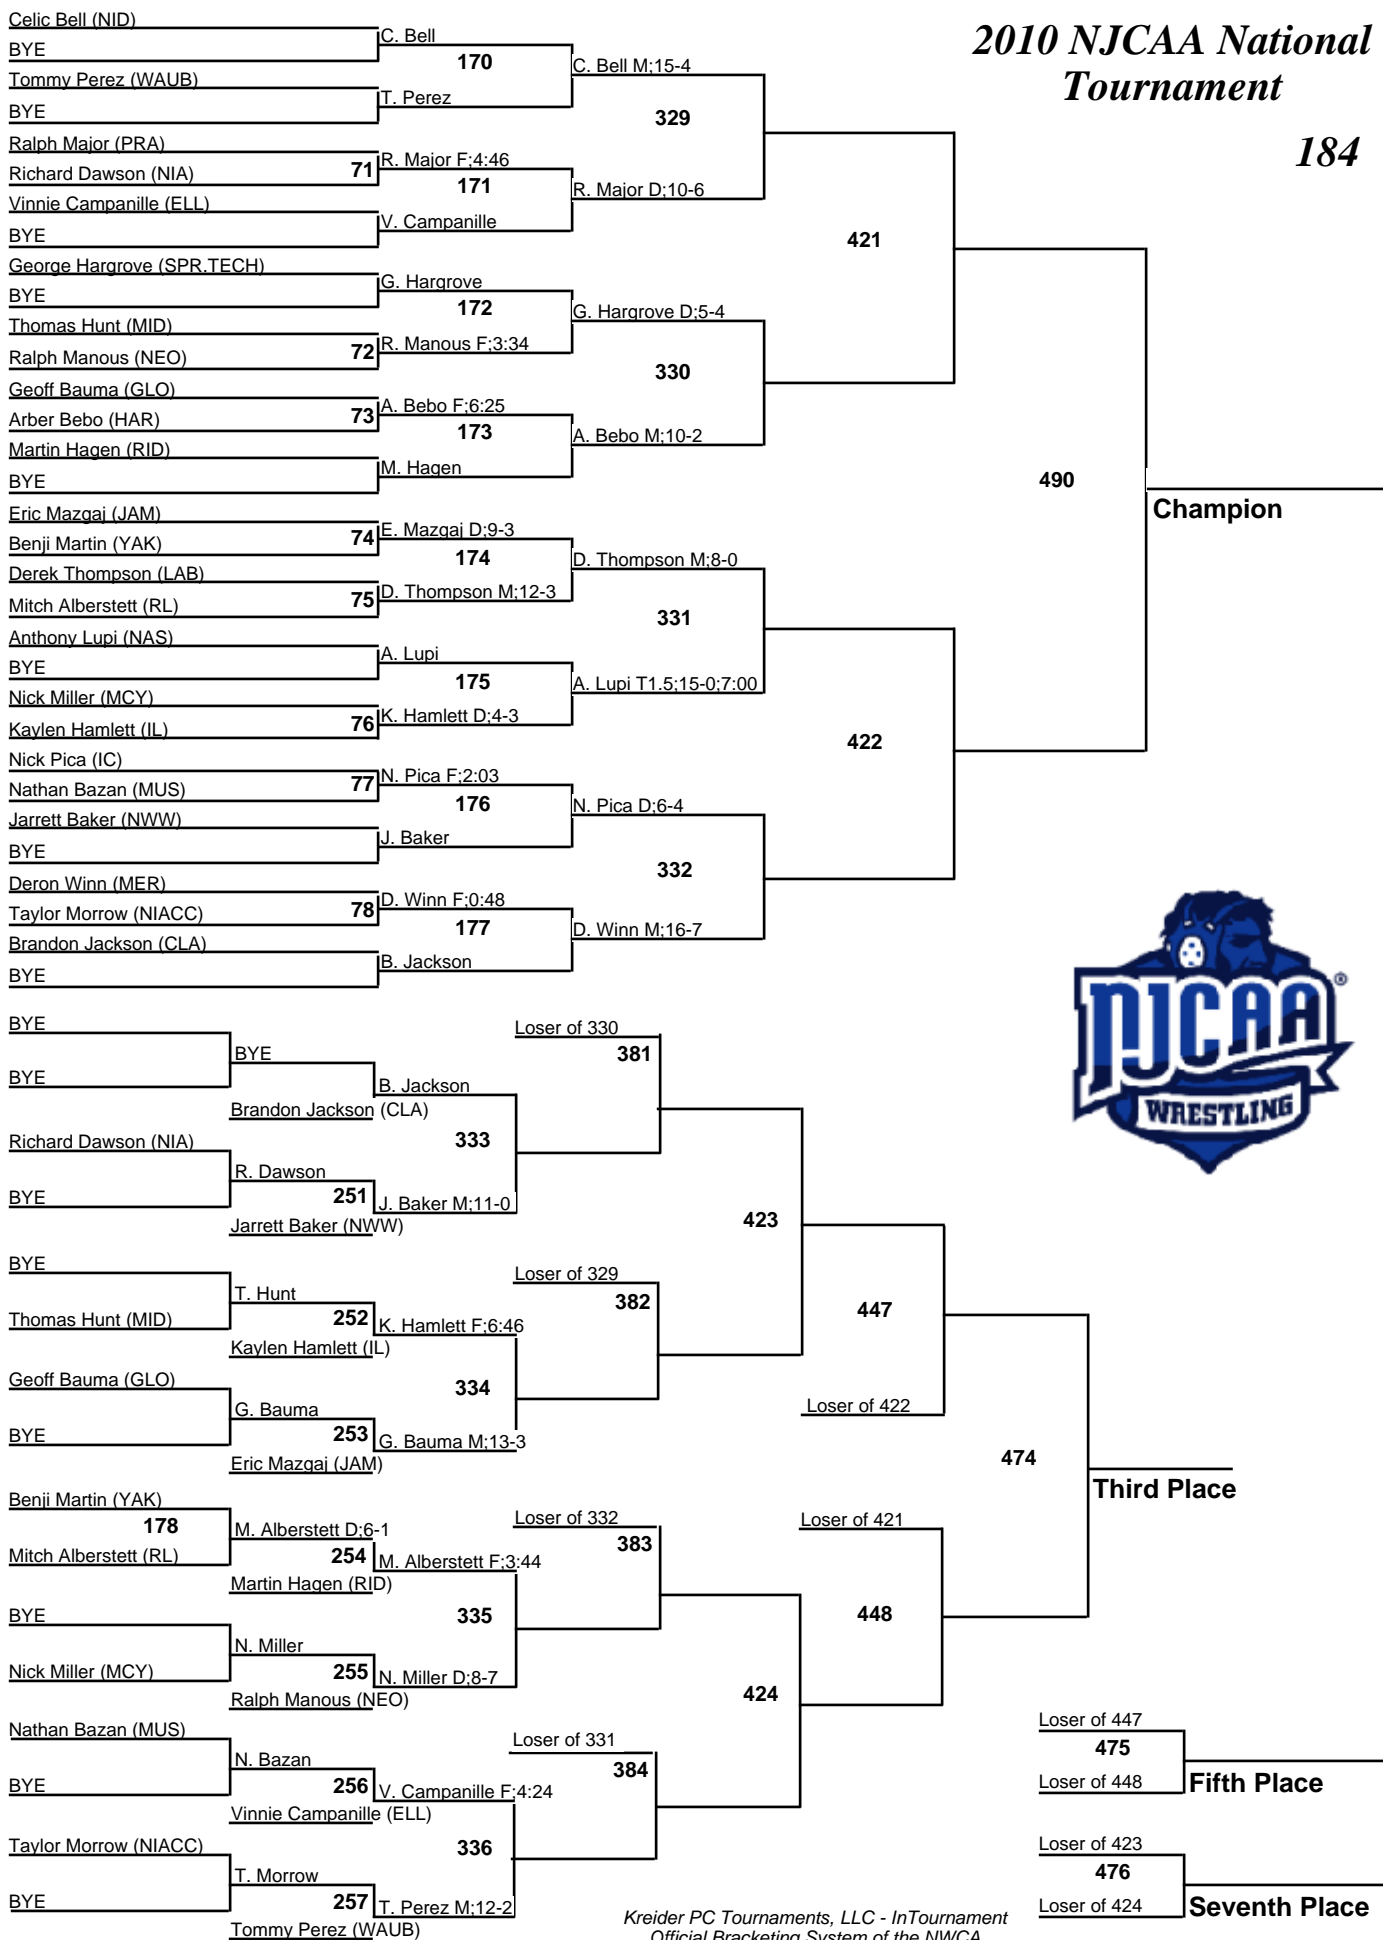 2010 NJCAA National
Tournament
184
Celic Bell (NID)
BYE
Tommy Perez (WAUB)
BYE
Ralph Major (PRA)
Richard Dawson (NIA)
Vinnie Campanille (ELL)
BYE
George Hargrove (SPR.TECH)
BYE
Thomas Hunt (MID)
Ralph Manous (NEO)
Geoff Bauma (GLO)
Arber Bebo (HAR)
Martin Hagen (RID)
BYE
Eric Mazgaj (JAM)
Benji Martin (YAK)
Derek Thompson (LAB)
Mitch Alberstett (RL)
Anthony Lupi (NAS)
BYE
Nick Miller (MCY)
Kaylen Hamlett (IL)
Nick Pica (IC)
Nathan Bazan (MUS)
Jarrett Baker (NWW)
BYE
Deron Winn (MER)
Taylor Morrow (NIACC)
Brandon Jackson (CLA)
BYE
71
72
73
74
75
76
77
78
C. Bell
170
T. Perez
R. Major F;4:46
171
V. Campanille
G. Hargrove
172
R. Manous F;3:34
A. Bebo F;6:25
173
M. Hagen
E. Mazgaj D;9-3
174
D. Thompson M;12-3
A. Lupi
175
K. Hamlett D;4-3
N. Pica F;2:03
176
J. Baker
D. Winn F;0:48
177
B. Jackson
C. Bell M;15-4
329
R. Major D;10-6
G. Hargrove D;5-4
330
A. Bebo M;10-2
D. Thompson M;8-0
331
A. Lupi T1.5;15-0;7:00
N. Pica D;6-4
332
D. Winn M;16-7
421
422
490
Champion
NJCAA
®
WRESTLING
BYE
BYE
Richard Dawson (NIA)
BYE
BYE
Thomas Hunt (MID)
Geoff Bauma (GLO)
BYE
Benji Martin (YAK)
178
Mitch Alberstett (RL)
BYE
Nick Miller (MCY)
Nathan Bazan (MUS)
BYE
Taylor Morrow (NIACC)
BYE
BYE
Brandon Jackson (CLA)
R. Dawson
251
Jarrett Baker (NWW)
T. Hunt
252
Kaylen Hamlett (IL)
G. Bauma
253
Eric Mazgaj (JAM)
M. Alberstett D;6-1
254
Martin Hagen (RID)
N. Miller
255
Ralph Manous (NEO)
N. Bazan
256
Vinnie Campanille (ELL)
T. Morrow
257
Tommy Perez (WAUB)
B. Jackson
333
J. Baker M;11-0
K. Hamlett F;6:46
334
G. Bauma M;13-3
M. Alberstett F;3:44
335
N. Miller D;8-7
V. Campanille F;4:24
336
T. Perez M;12-2
Loser of 330
381
Loser of 329
382
Loser of 332
383
Loser of 331
384
423
424
447
Loser of 422
Loser of 421
448
474
Third Place
Loser of 447
475
Loser of 448
Fifth Place
Loser of 423
476
Loser of 424
Seventh Place
Kreider PC Tournaments, LLC - InTournament
Official Bracketing System of the NWCA